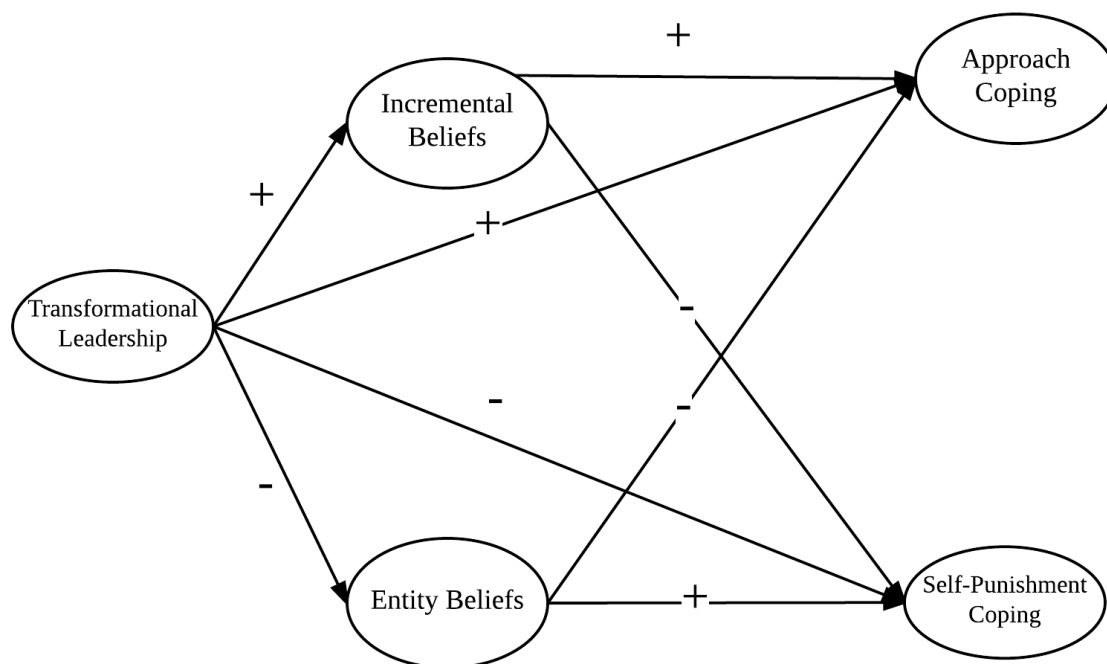 +
Approach
Coping
Incremental
Beliefs
+
+
Transformational
Leadership
-
-
-
-
Entity Beliefs
+
Self-Punishment
Coping